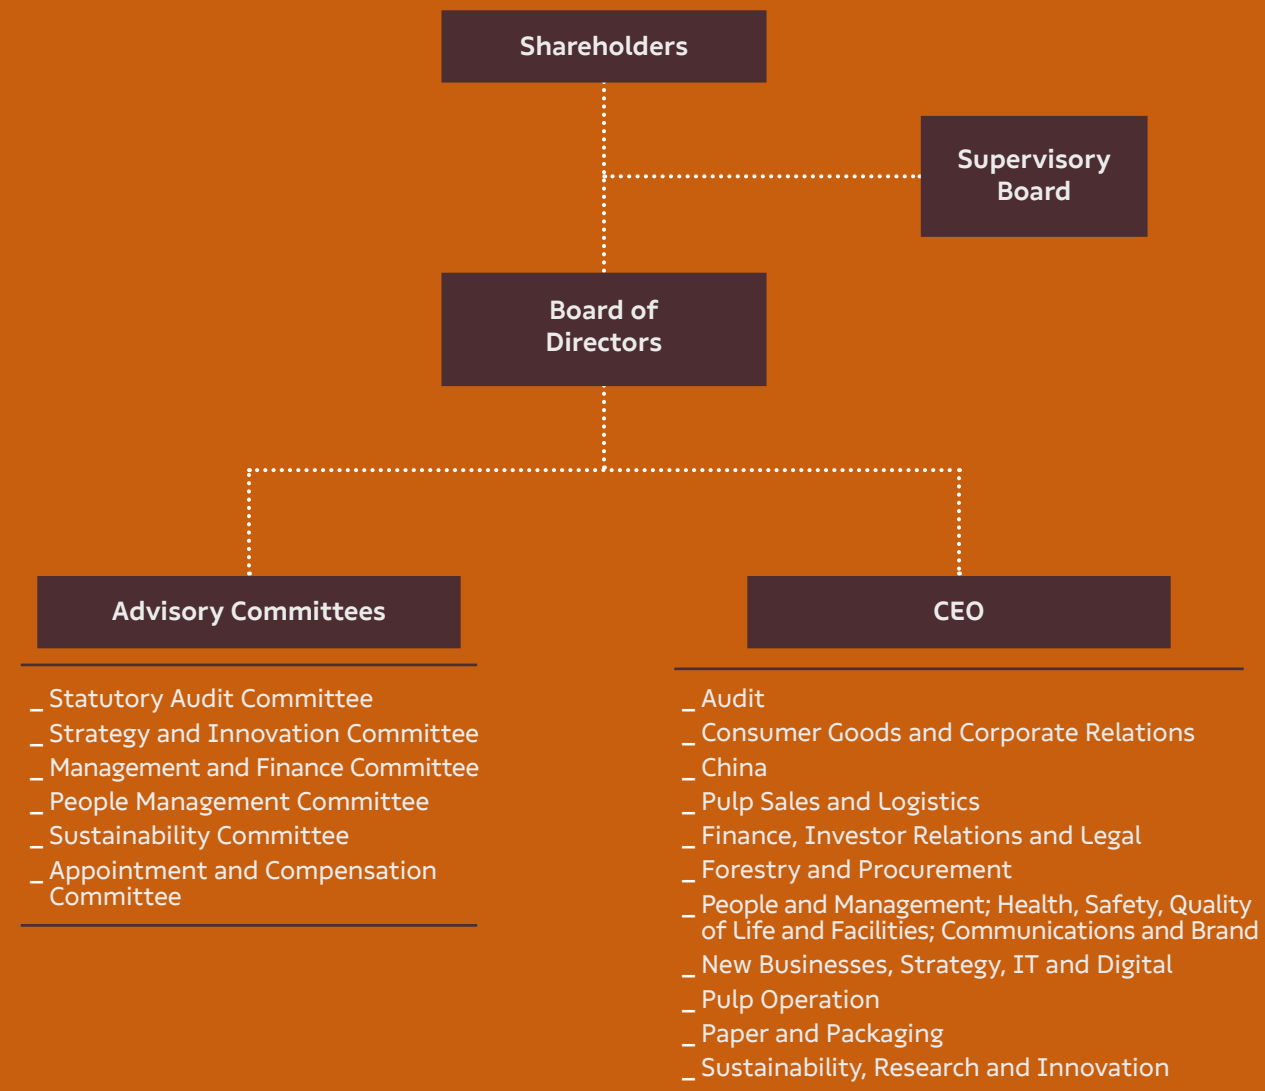 Shareholders
Supervisory
Board
Board of
Directors
Advisory Committees
_ Statutory Audit Committee
_ Strategy and Innovation Committee
_ Management and Finance Committee
_ People Management Committee
_ Sustainability Committee
_ Appointment and Compensation
Committee
CEO
_ Audit
_ Consumer Goods and Corporate Relations
_ China
_ Pulp Sales and Logistics
_ Finance, Investor Relations and Legal
_ Forestry and Procurement
_ People and Management; Health, Safety, Quality
of Life and Facilities; Communications and Brand
_ New Businesses, Strategy, IT and Digital
_ Pulp Operation
_ Paper and Packaging
_ Sustainability, Research and Innovation